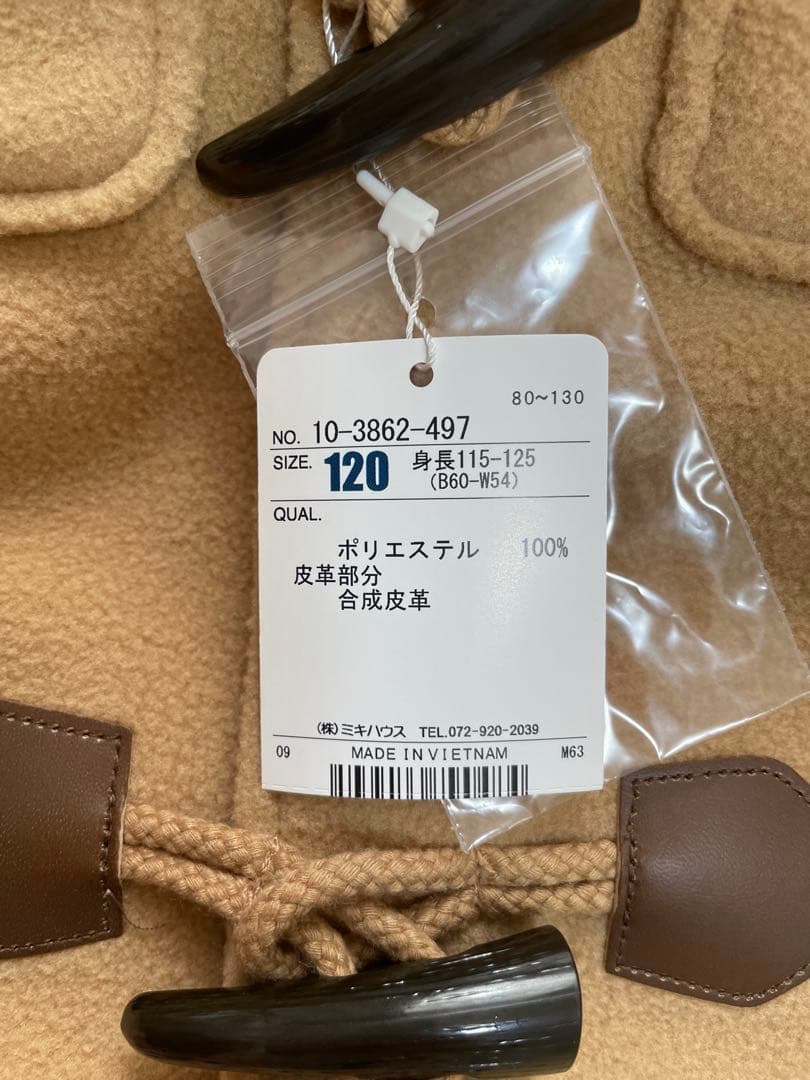 80~130
NO. 10-3862-497
SIZE. 120 身長115-125
(B60-W54)
QUAL.
ポリエステル 100%
皮革部分
合成皮革
(株)ミキハウス TEL.072-920-2039
09 MADE IN VIETNAM M63